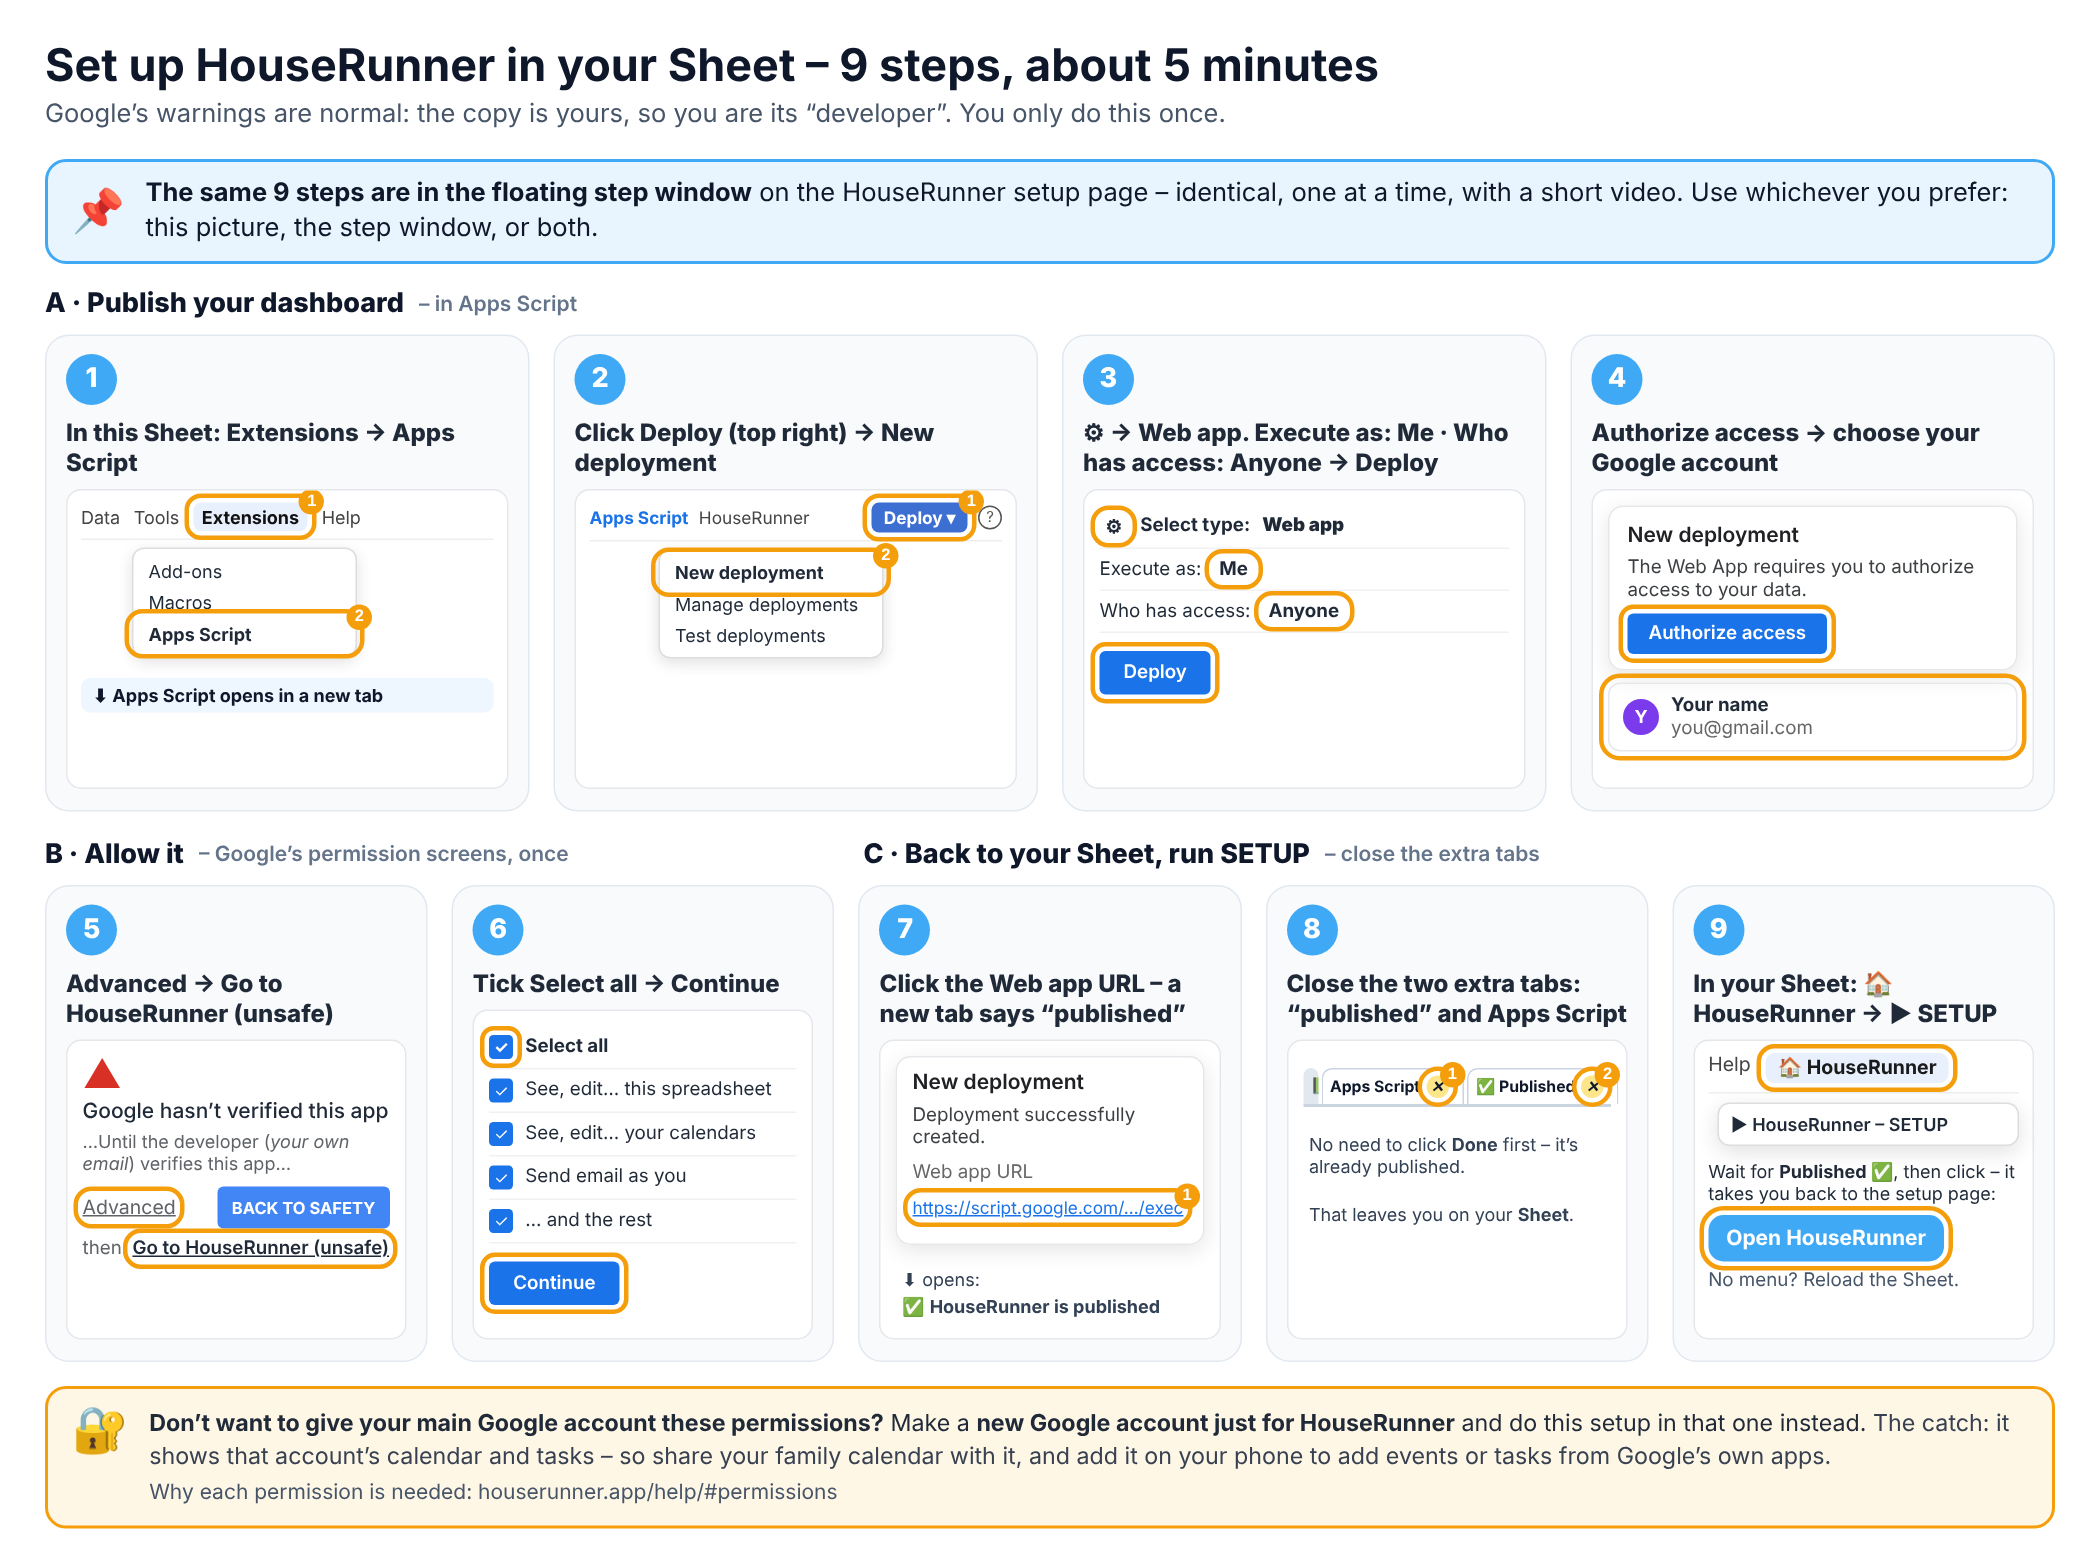 Set up HouseRunner in your Sheet – 9 steps, about 5 minutes
Google’s warnings are normal: the copy is yours, so you are its “developer”. You only do this once.
📌 The same 9 steps are in the floating step window on the HouseRunner setup page – identical, one at a time, with a short video. Use whichever you prefer:
this picture, the step window, or both.
A · Publish your dashboard – in Apps Script
1
In this Sheet: Extensions → Apps
Script
Data Tools Extensions 1 Help
Add-ons
Macros
Apps Script 2
⬇ Apps Script opens in a new tab
2
Click Deploy (top right) → New
deployment
Apps Script HouseRunner Deploy ▾ 1 ?
New deployment 2
Manage deployments
Test deployments
3
⚙ → Web app. Execute as: Me · Who
has access: Anyone → Deploy
⚙ Select type: Web app
Execute as: Me
Who has access: Anyone
Deploy
4
Authorize access → choose your
Google account
New deployment
The Web App requires you to authorize
access to your data.
Authorize access
Y Your name
you@gmail.com
B · Allow it – Google’s permission screens, once
5
Advanced → Go to
HouseRunner (unsafe)
Google hasn’t verified this app
...Until the developer (your own
email) verifies this app...
Advanced BACK TO SAFETY
then Go to HouseRunner (unsafe)
6
Tick Select all → Continue
Select all
See, edit... this spreadsheet
See, edit... your calendars
Send email as you
... and the rest
Continue
C · Back to your Sheet, run SETUP – close the extra tabs
7
Click the Web app URL – a
new tab says “published”
New deployment
Deployment successfully
created.
Web app URL
https://script.google.com/.../exec 1
⬇ opens:
✅ HouseRunner is published
8
Close the two extra tabs:
“published” and Apps Script
Apps Script ✕ 1 ✅ Published ✕ 2
No need to click Done first – it’s
already published.
That leaves you on your Sheet.
9
In your Sheet: 🏠
HouseRunner → ▶ SETUP
Help 🏠 HouseRunner
▶ HouseRunner – SETUP
Wait for Published ✅, then click – it
takes you back to the setup page:
Open HouseRunner
No menu? Reload the Sheet.
🔐 Don’t want to give your main Google account these permissions? Make a new Google account just for HouseRunner and do this setup in that one instead. The catch: it
shows that account’s calendar and tasks – so share your family calendar with it, and add it on your phone to add events or tasks from Google’s own apps.
Why each permission is needed: houserunner.app/help/#permissions